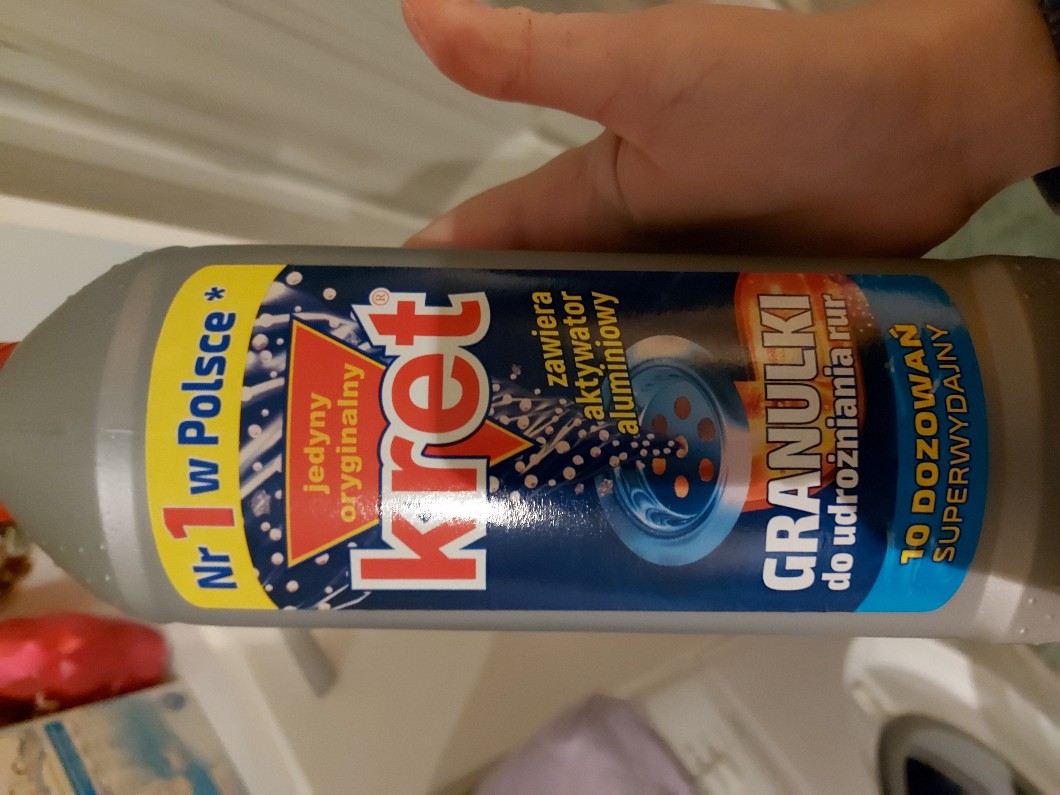 Nr 1 w Polsce *
jedyny
oryginalny
kret®
zawiera
aktywator
aluminiowy
GRANULKI
do udrożniania rur
10 DOZOWAŃ
SUPERWYDAJNY